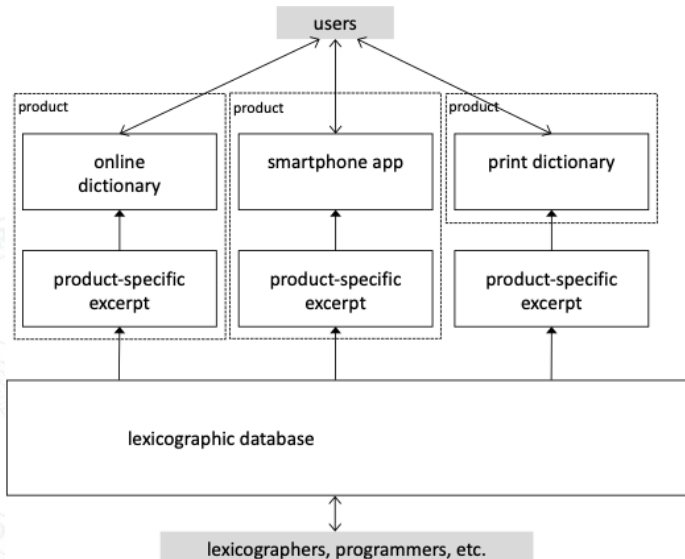 users
product
product
product
online
dictionary
smartphone app
print dictionary
product-specific
excerpt
product-specific
excerpt
product-specific
excerpt
lexicographic database
lexicographers, programmers, etc.